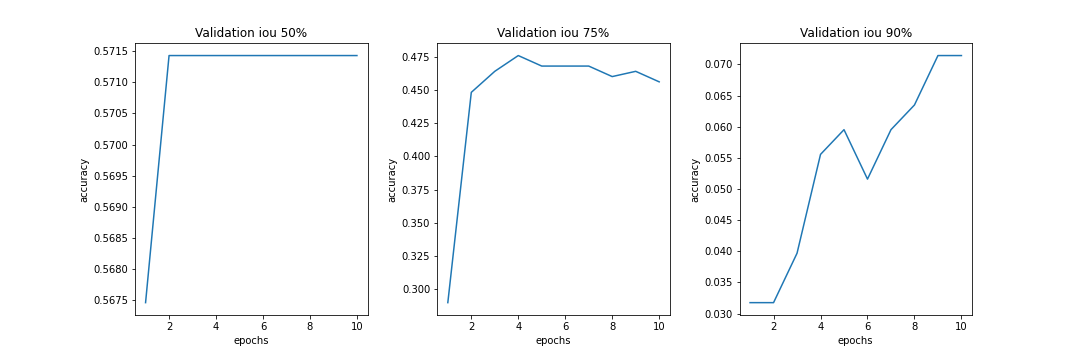 Validation iou 50%
accuracy
0.5715
0.5710
0.5705
0.5700
0.5695
0.5690
0.5685
0.5680
0.5675
2 4 6 8 10
epochs
Validation iou 75%
accuracy
0.475
0.450
0.425
0.400
0.375
0.350
0.325
0.300
2 4 6 8 10
epochs
Validation iou 90%
accuracy
0.070
0.065
0.060
0.055
0.050
0.045
0.040
0.035
0.030
2 4 6 8 10
epochs